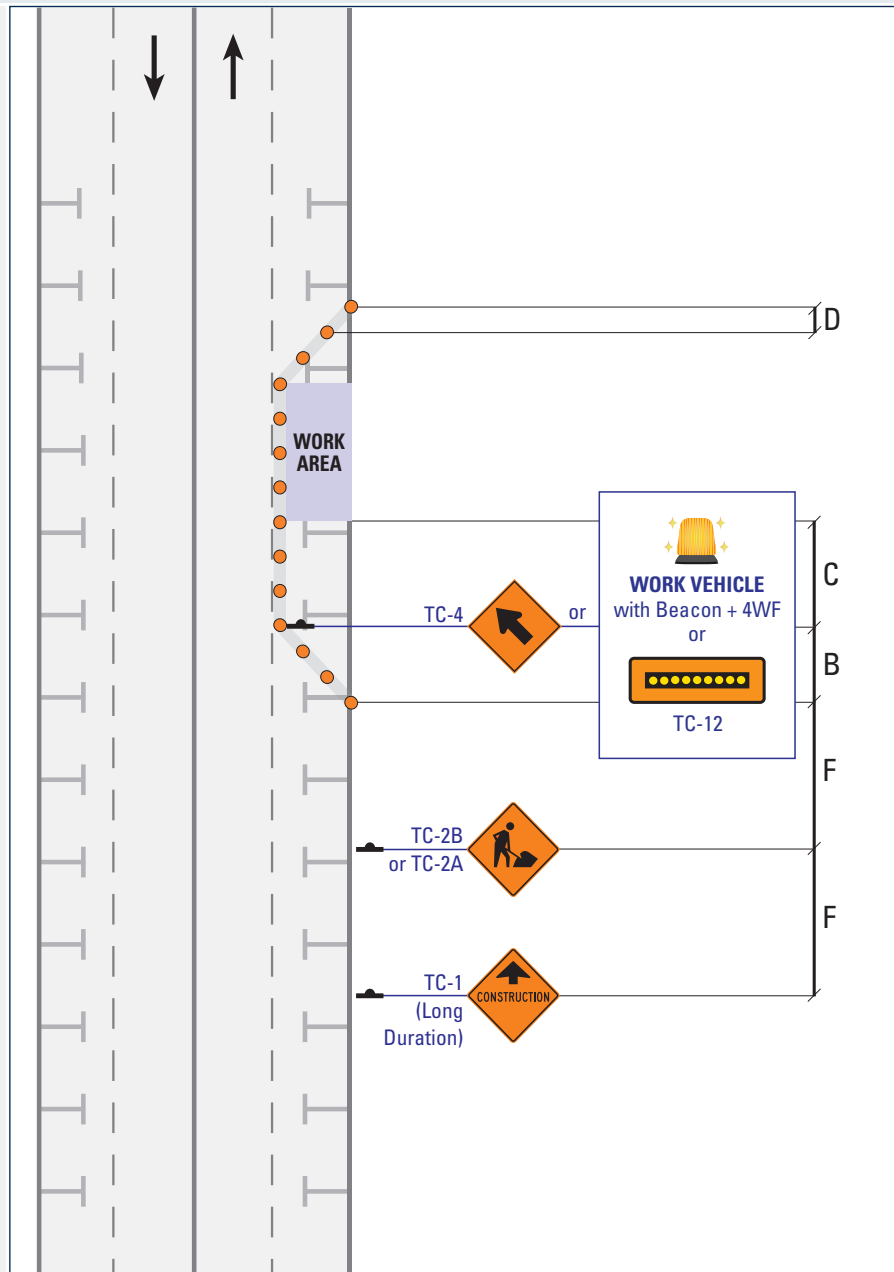 D
WORK
AREA
C
WORK VEHICLE
with Beacon + 4WF
or
TC-4
or
B
TC-12
F
TC-2B
or TC-2A
F
TC-1
(Long
Duration)
CONSTRUCTION